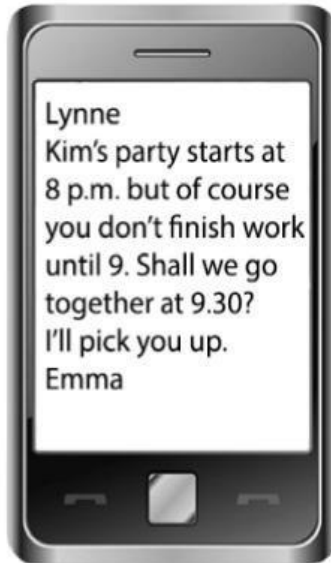 Lynne
Kim's party starts at
8 p.m. but of course
you don't finish work
until 9. Shall we go
together at 9.30?
I'll pick you up.
Emma